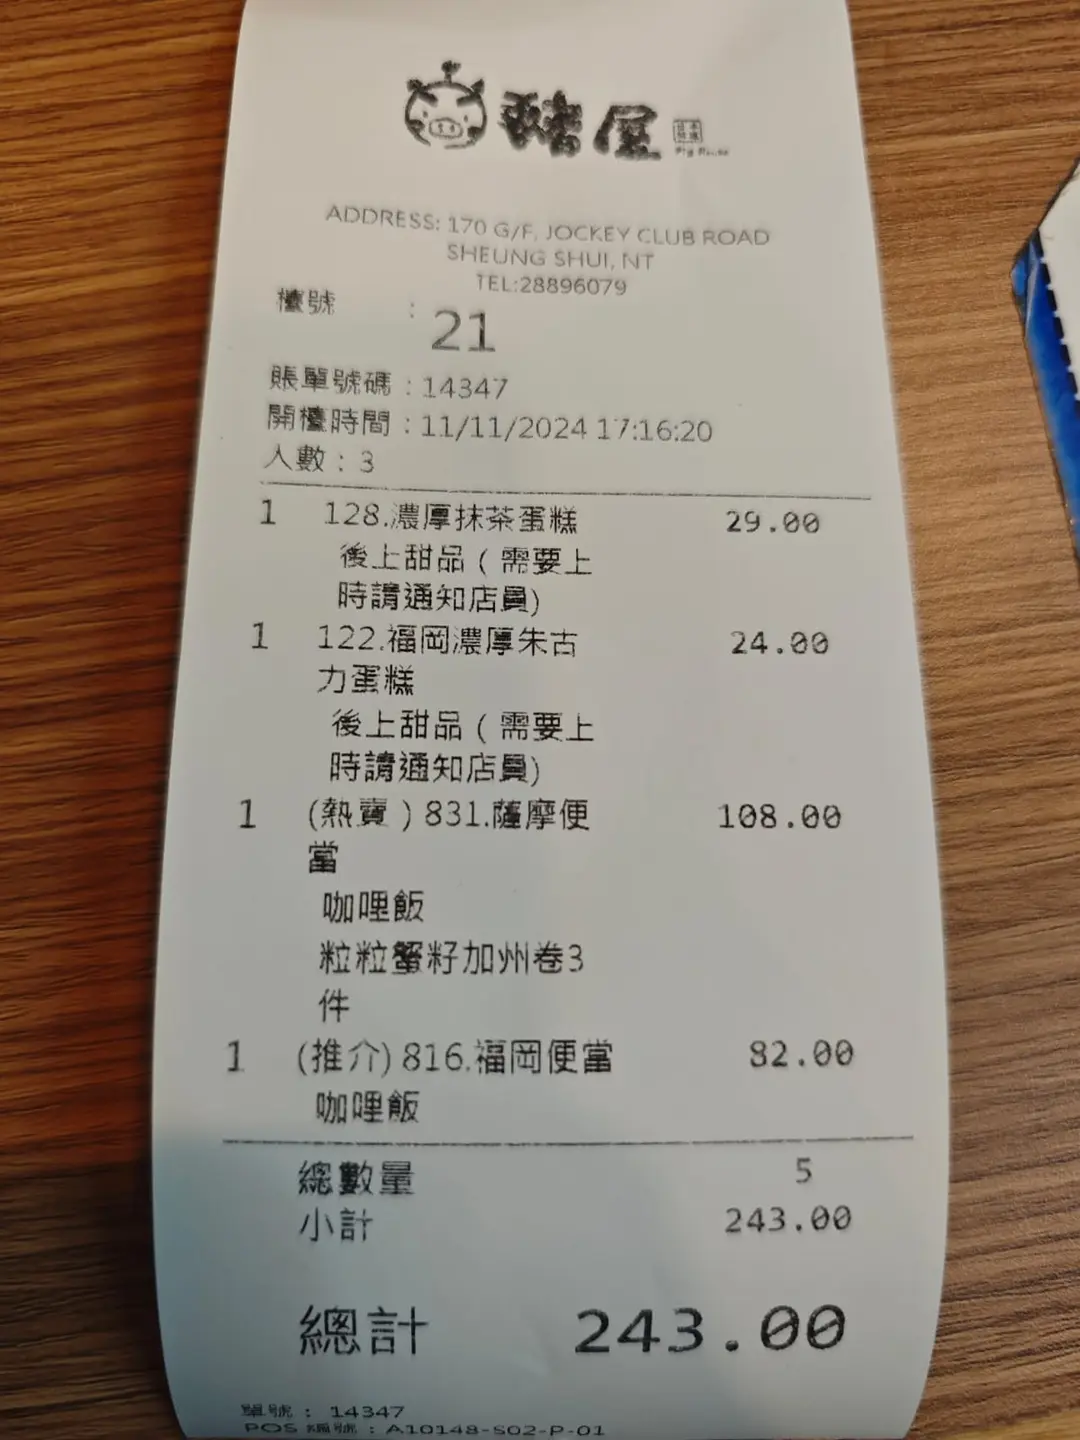 豬屋
Pig House
ADDRESS: 170 G/F, JOCKEY CLUB ROAD
SHEUNG SHUI, NT
TEL:28896079
檯號 : 21
賬單號碼 : 14347
開檯時間 : 11/11/2024 17:16:20
人數 : 3
1 128.濃厚抹茶蛋糕 29.00
後上甜品 ( 需要上
時請通知店員)
1 122.福岡濃厚朱古 24.00
力蛋糕
後上甜品 ( 需要上
時請通知店員)
1 (熱賣 ) 831.薩摩便 108.00
當
咖哩飯
粒粒蟹籽加州卷3
件
1 (推介) 816.福岡便當 82.00
咖哩飯
總數量 5
小計 243.00
總計 243.00
單號 : 14347
POS 編號 : A10148-S02-P-01